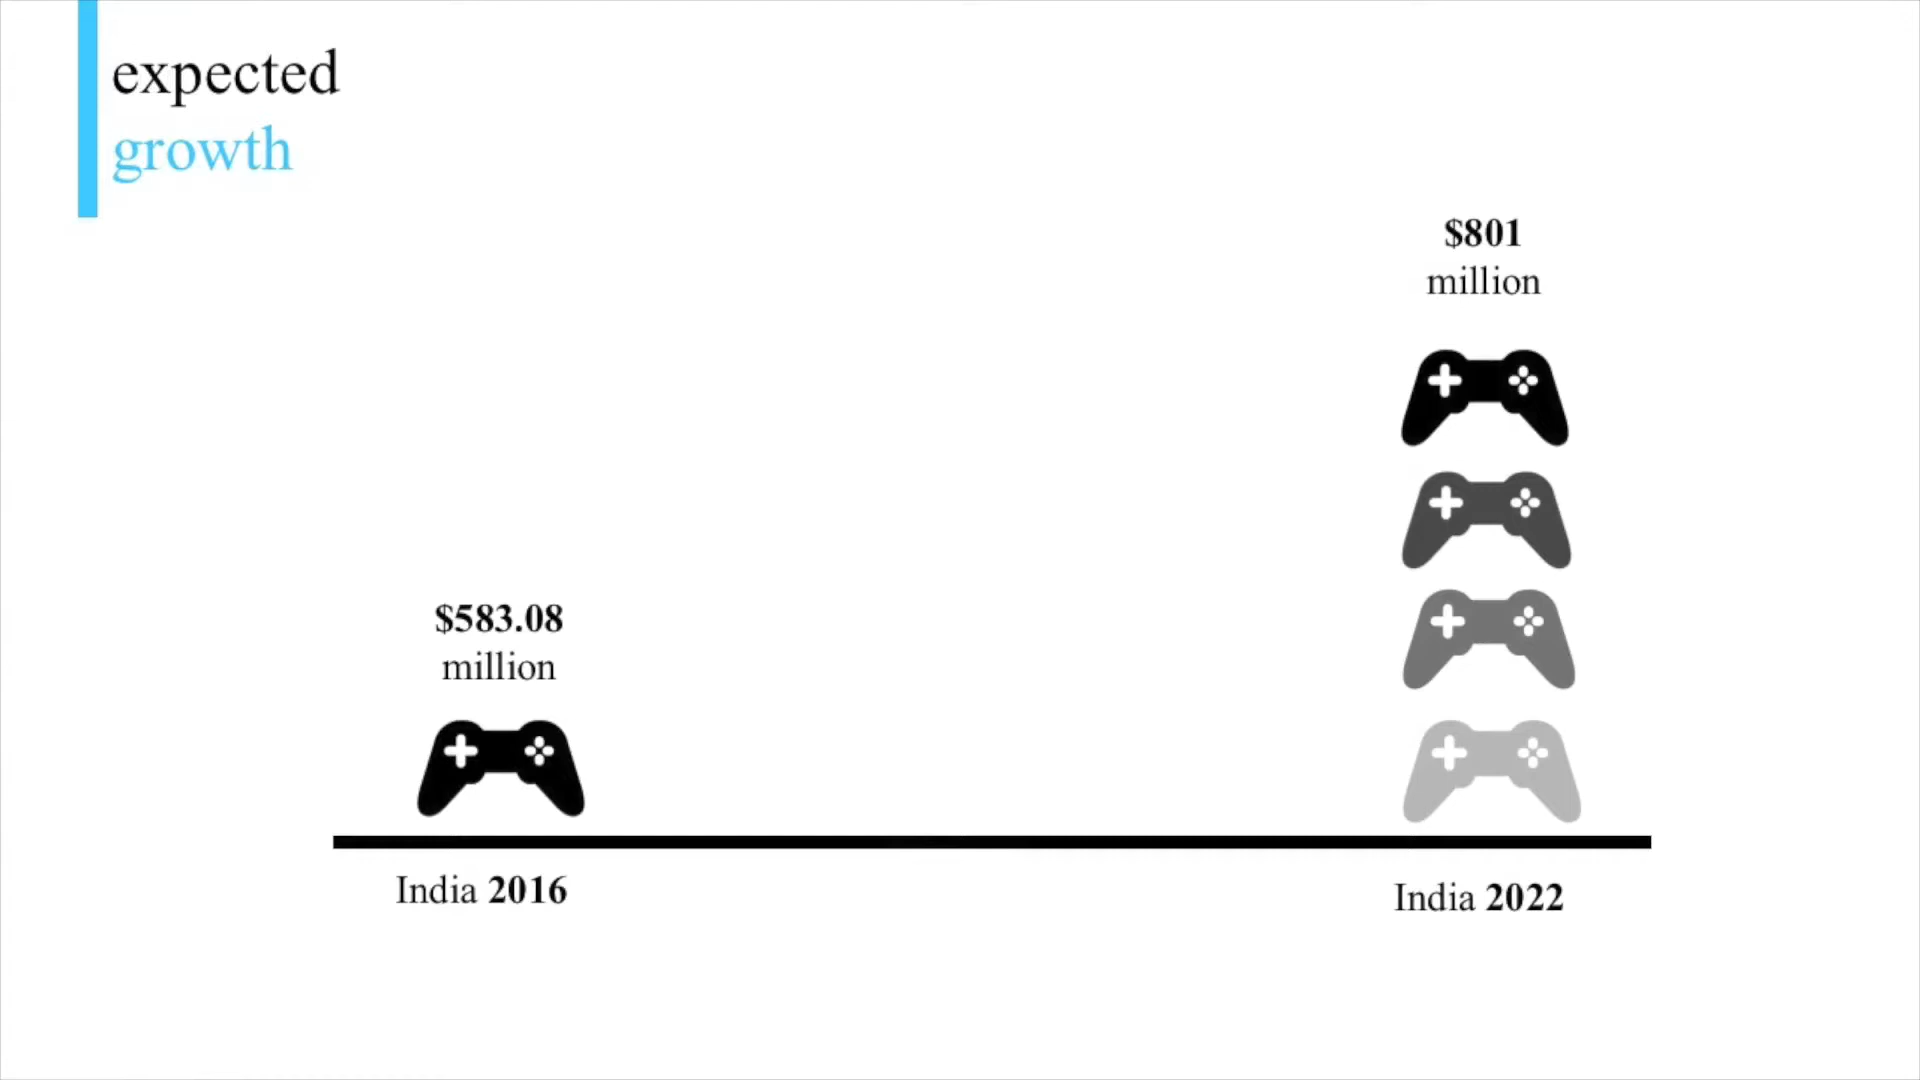 expected
growth
$801
million
$583.08
million
India 2016
India 2022